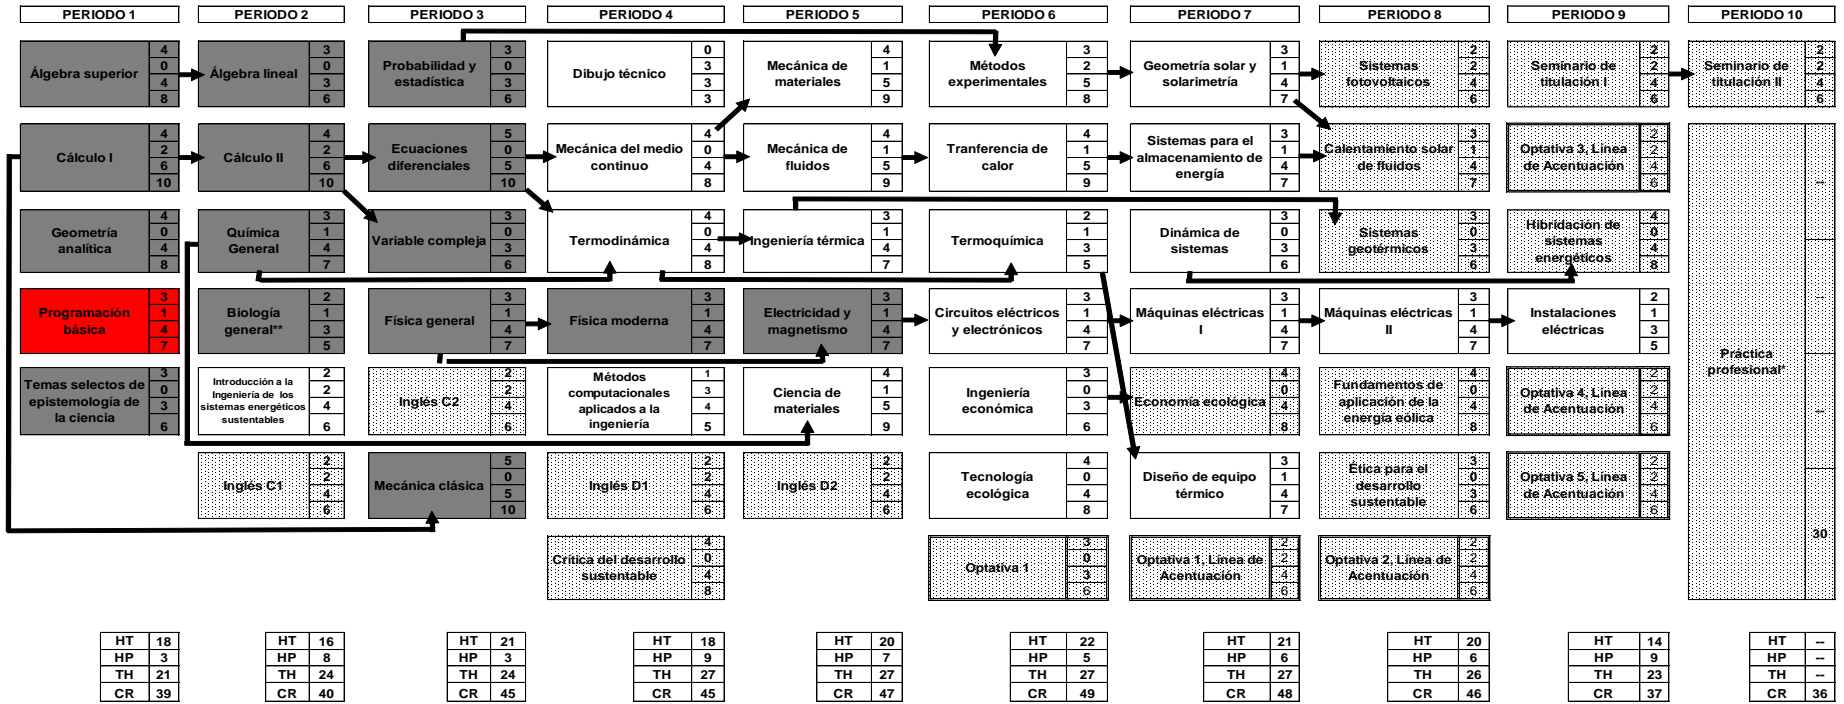 PERIODO 1
PERIODO 2
PERIODO 3
PERIODO 4
PERIODO 5
PERIODO 6
PERIODO 7
PERIODO 8
PERIODO 9
PERIODO 10
Álgebra superior
4
0
4
8
Álgebra lineal
3
0
3
6
Probabilidad y
estadística
3
0
3
6
Dibujo técnico
0
3
3
3
Mecánica de
materiales
4
1
5
9
Métodos
experimentales
3
2
5
8
Geometría solar y
solarimetría
3
1
4
7
Sistemas
fotovoltaicos
2
2
4
6
Seminario de
titulación I
2
2
4
6
Seminario de
titulación II
2
2
4
6
Cálculo I
4
2
6
10
Cálculo II
4
2
6
10
Ecuaciones
diferenciales
5
0
5
10
Mecánica del medio
continuo
4
0
4
8
Mecánica de
fluidos
4
1
5
9
Tranferencia de
calor
4
1
5
9
Sistemas para el
almacenamiento de
energía
3
1
4
7
Calentamiento solar
de fluidos
3
1
4
7
Optativa 3, Línea
de Acentuación
2
2
4
6
Geometría
analítica
4
0
4
8
Química
General
3
1
4
7
Variable compleja
3
0
3
6
Termodinámica
4
0
4
8
Ingeniería térmica
3
1
4
7
Termoquímica
2
1
3
5
Dinámica de
sistemas
3
0
3
6
Sistemas
geotérmicos
3
0
3
6
Hibridación de
sistemas
energéticos
4
0
4
8
Programación
básica
3
1
4
7
Biología
general**
2
1
3
5
Física general
3
1
4
7
Física moderna
3
1
4
7
Electricidad y
magnetismo
3
1
4
7
Circuitos eléctricos
y electrónicos
3
1
4
7
Máquinas eléctricas
I
3
1
4
7
Máquinas eléctricas
II
3
1
4
7
Instalaciones
eléctricas
2
1
3
5
Temas selectos de
epistemología de
la ciencia
3
0
3
6
Introducción a la
Ingeniería de los
sistemas energéticos
sustentables
2
2
4
6
Inglés C2
2
2
4
6
Métodos
computacionales
aplicados a la
ingeniería
1
3
4
5
Ciencia de
materiales
4
1
5
9
Ingeniería
económica
3
0
3
6
Economía ecológica
4
0
4
8
Fundamentos de
aplicación de la
energía eólica
4
0
4
8
Optativa 4, Línea
de Acentuación
2
2
4
6
Inglés C1
2
2
4
6
Mecánica clásica
5
0
5
10
Inglés D1
2
2
4
6
Inglés D2
2
2
4
6
Tecnología
ecológica
4
0
4
8
Diseño de equipo
térmico
3
1
4
7
Ética para el
desarrollo
sustentable
3
0
3
6
Optativa 5, Línea
de Acentuación
2
2
4
6
Crítica del desarrollo
sustentable
4
0
4
8
Optativa 1
3
0
3
6
Optativa 1, Línea de
Acentuación
2
2
4
6
Optativa 2, Línea de
Acentuación
2
2
4
6
Práctica
profesional*
--
--
--
30
HT 18
HP 3
TH 21
CR 39
HT 16
HP 8
TH 24
CR 40
HT 21
HP 3
TH 24
CR 45
HT 18
HP 9
TH 27
CR 45
HT 20
HP 7
TH 27
CR 47
HT 22
HP 5
TH 27
CR 49
HT 21
HP 6
TH 27
CR 48
HT 20
HP 6
TH 26
CR 46
HT 14
HP 9
TH 23
CR 37
HT --
HP --
TH --
CR 36